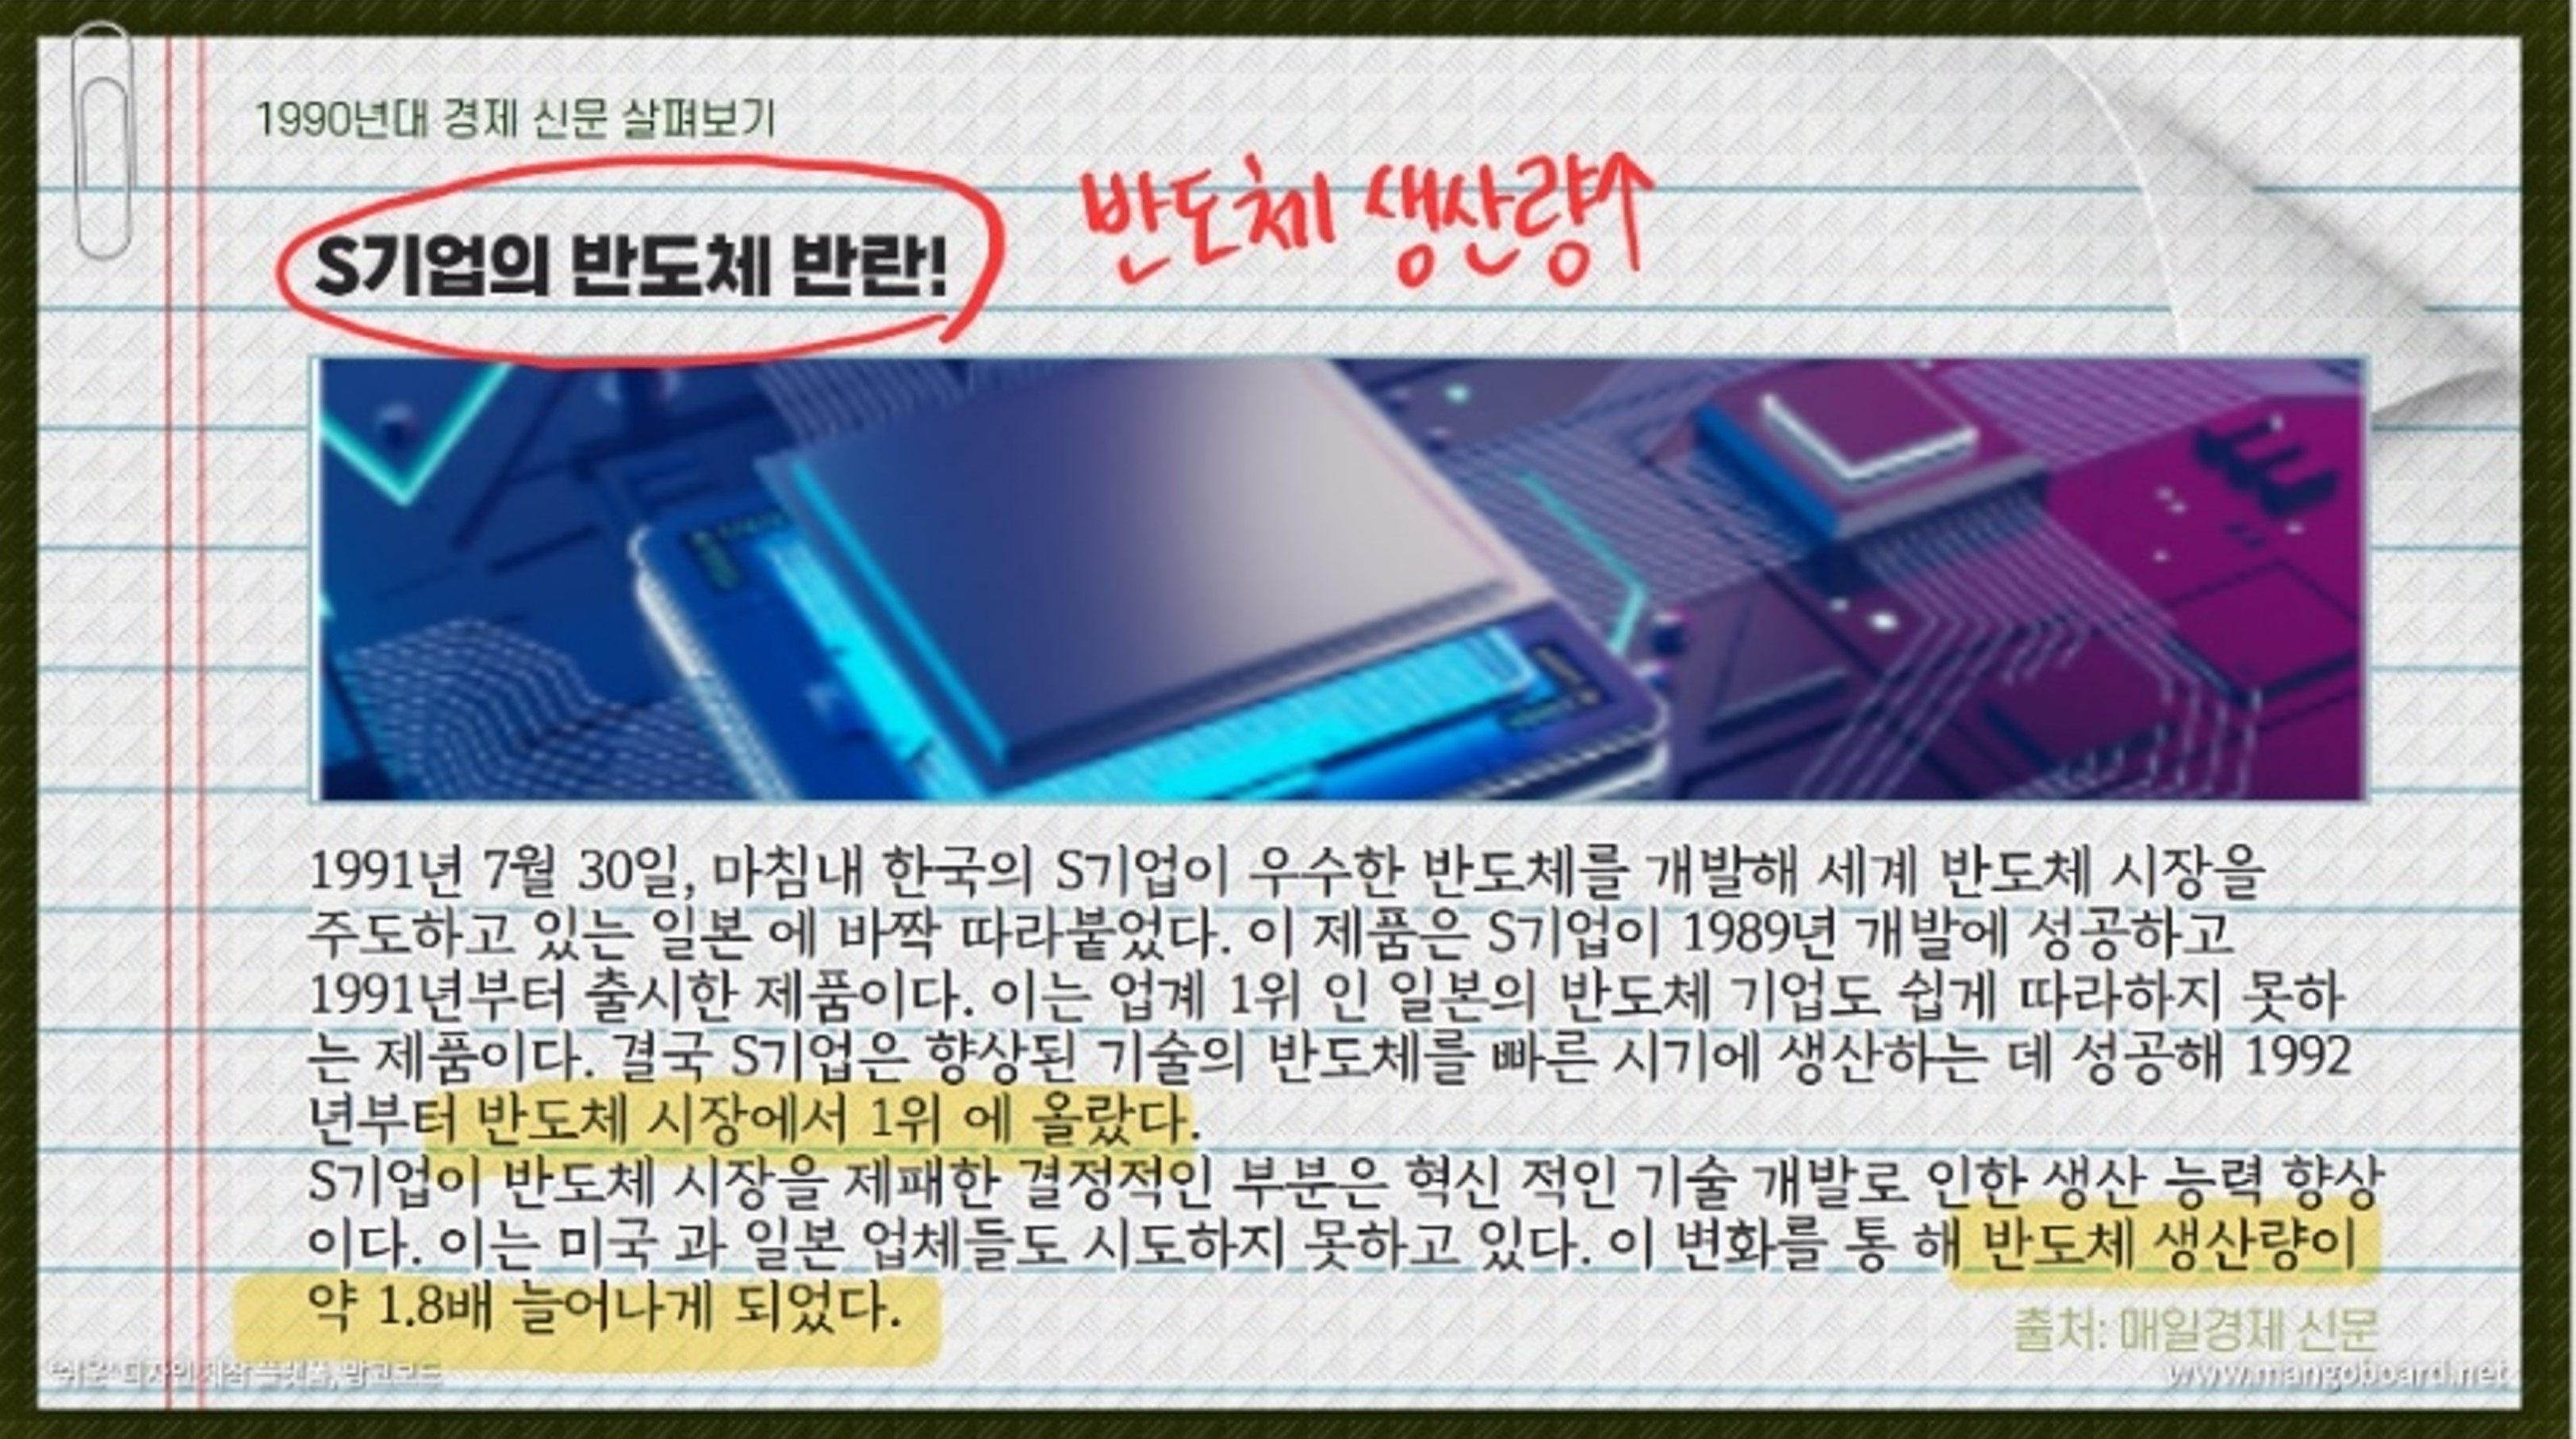 1990년대 경제 신문 살펴보기
S기업의 반도체 반란!
반도체 생산량↑
1991년 7월 30일, 마침내 한국의 S기업이 우수한 반도체를 개발해 세계 반도체 시장을
주도하고 있는 일본 에 바짝 따라붙었다. 이 제품은 S기업이 1989년 개발에 성공하고
1991년부터 출시한 제품이다. 이는 업계 1위 인 일본의 반도체 기업도 쉽게 따라하지 못하
는 제품이다. 결국 S기업은 향상된 기술의 반도체를 빠른 시기에 생산하는 데 성공해 1992
년부터 반도체 시장에서 1위 에 올랐다.
S기업이 반도체 시장을 제패한 결정적인 부분은 혁신 적인 기술 개발로 인한 생산 능력 향상
이다. 이는 미국 과 일본 업체들도 시도하지 못하고 있다. 이 변화를 통 해 반도체 생산량이
약 1.8배 늘어나게 되었다.
출처: 매일경제 신문
"쉬운" 디자인 제작 플랫폼, 망고보드
www.mangoboard.net